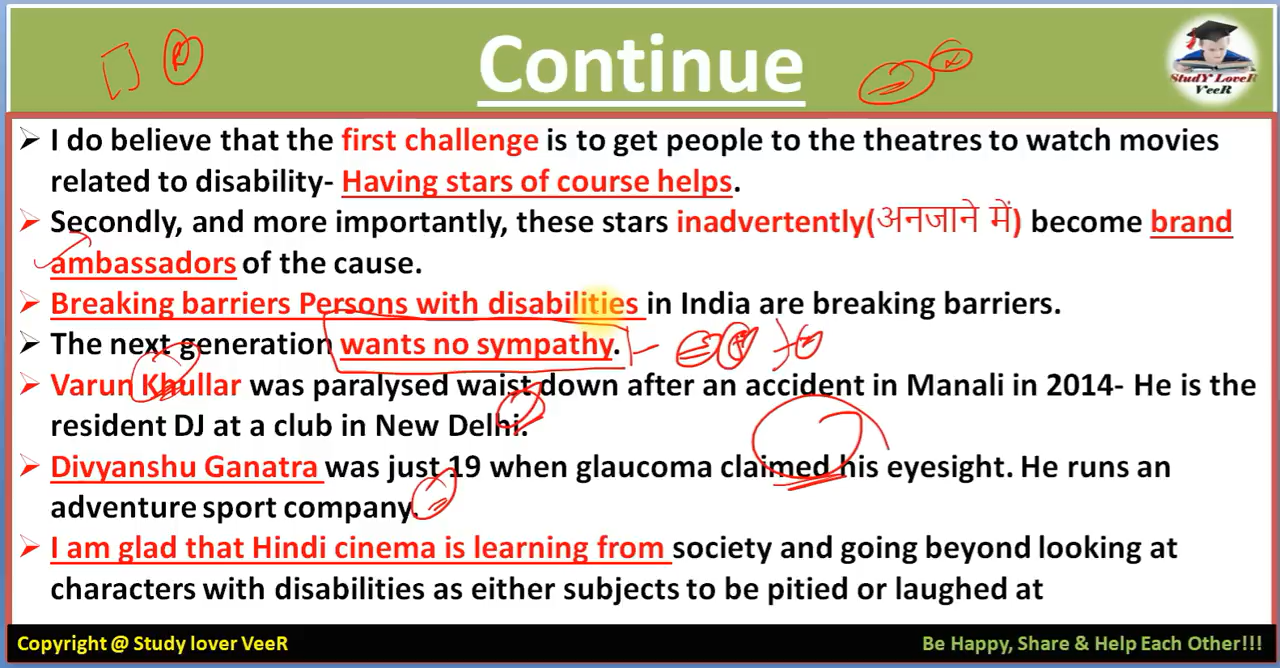 Continue
StudY LoveR
VeeR
➢ I do believe that the first challenge is to get people to the theatres to watch movies
related to disability- Having stars of course helps.
➢ Secondly, and more importantly, these stars inadvertently(अनजाने में) become brand
ambassadors of the cause.
➢ Breaking barriers Persons with disabilities in India are breaking barriers.
➢ The next generation wants no sympathy.
➢ Varun Khullar was paralysed waist down after an accident in Manali in 2014- He is the
resident DJ at a club in New Delhi.
➢ Divyanshu Ganatra was just 19 when glaucoma claimed his eyesight. He runs an
adventure sport company.
➢ I am glad that Hindi cinema is learning from society and going beyond looking at
characters with disabilities as either subjects to be pitied or laughed at
Copyright @ Study lover VeeR
Be Happy, Share & Help Each Other!!!